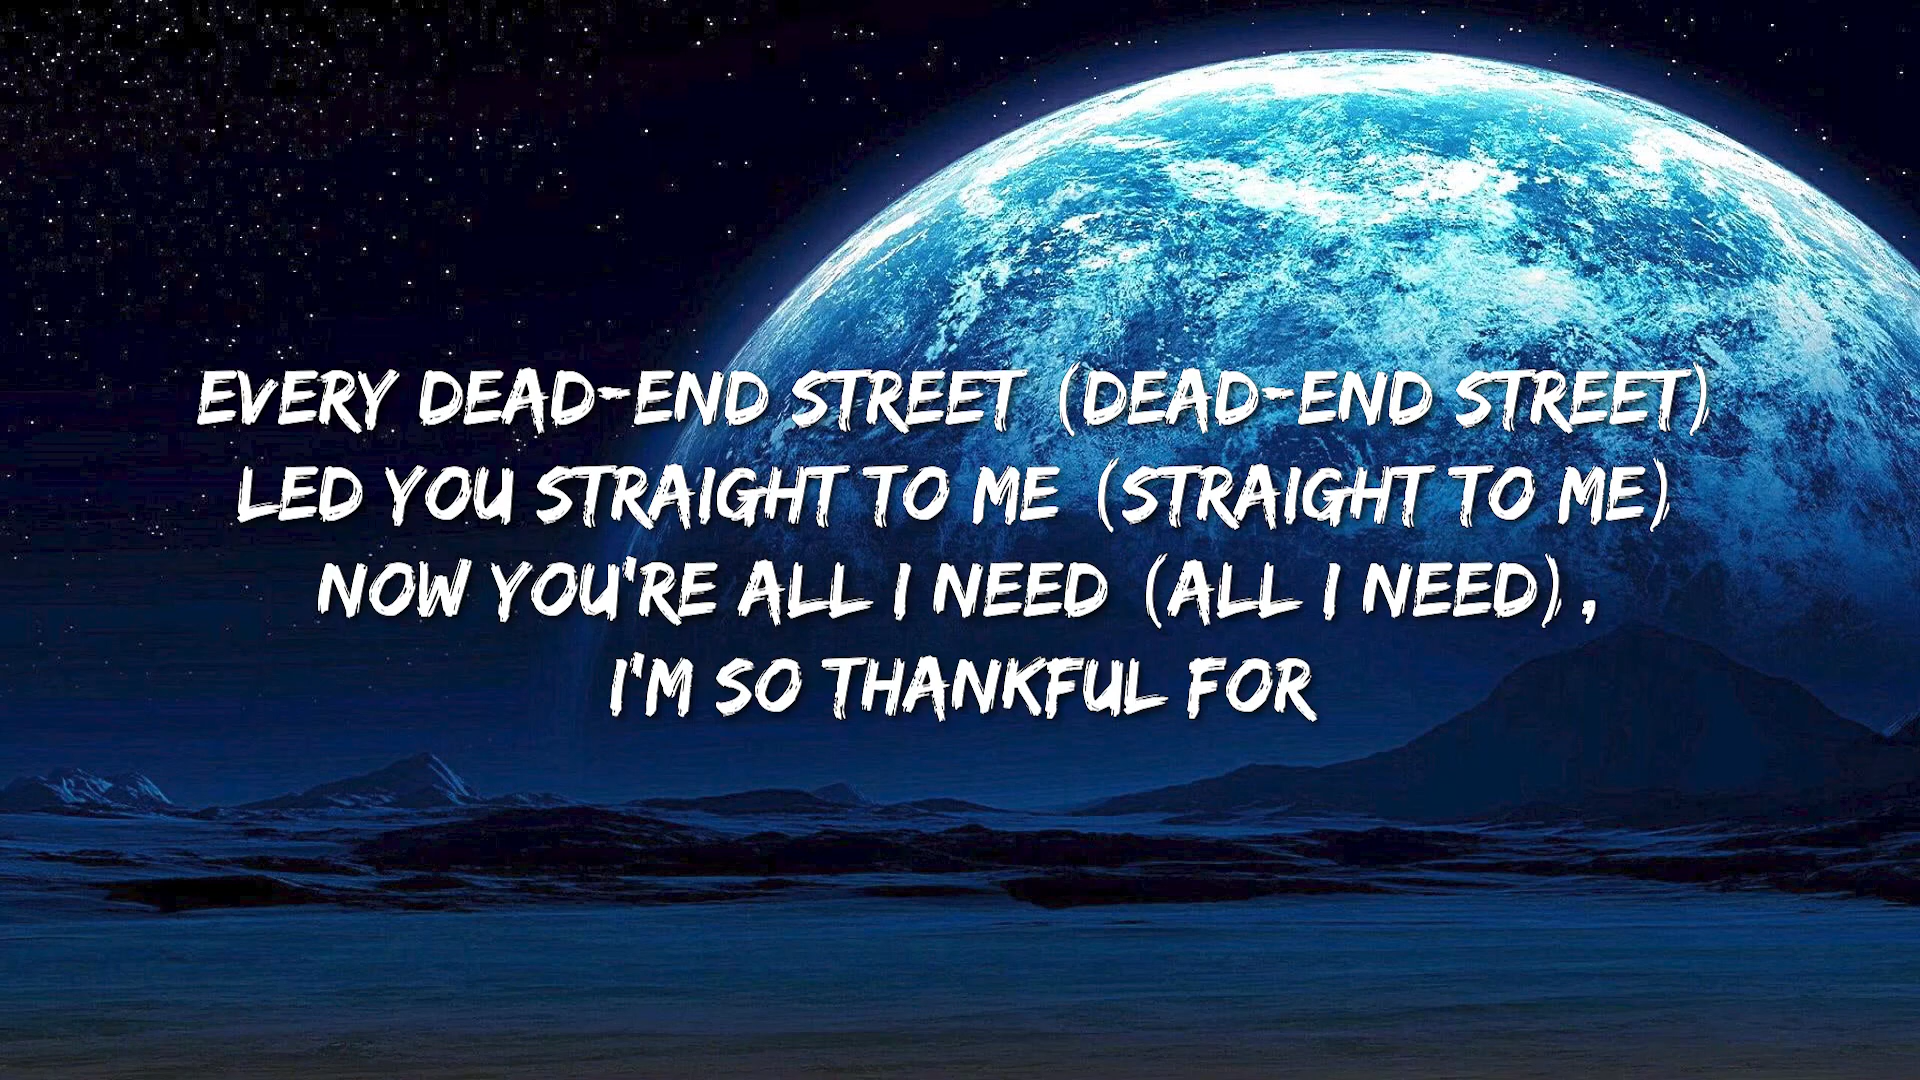 EVERY DEAD-END STREET (DEAD-END STREET)
LED YOU STRAIGHT TO ME (STRAIGHT TO ME)
NOW YOU'RE ALL I NEED (ALL I NEED),
I'M SO THANKFUL FOR